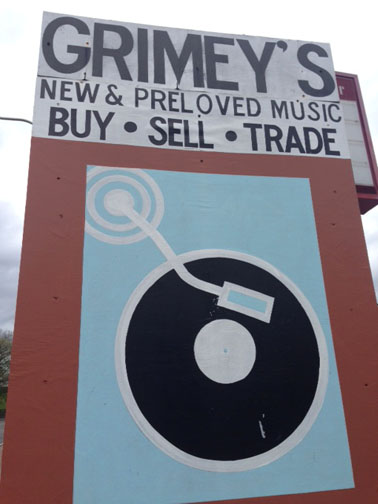 GRIMEY'S
NEW & PRELOVED MUSIC
BUY • SELL • TRADE